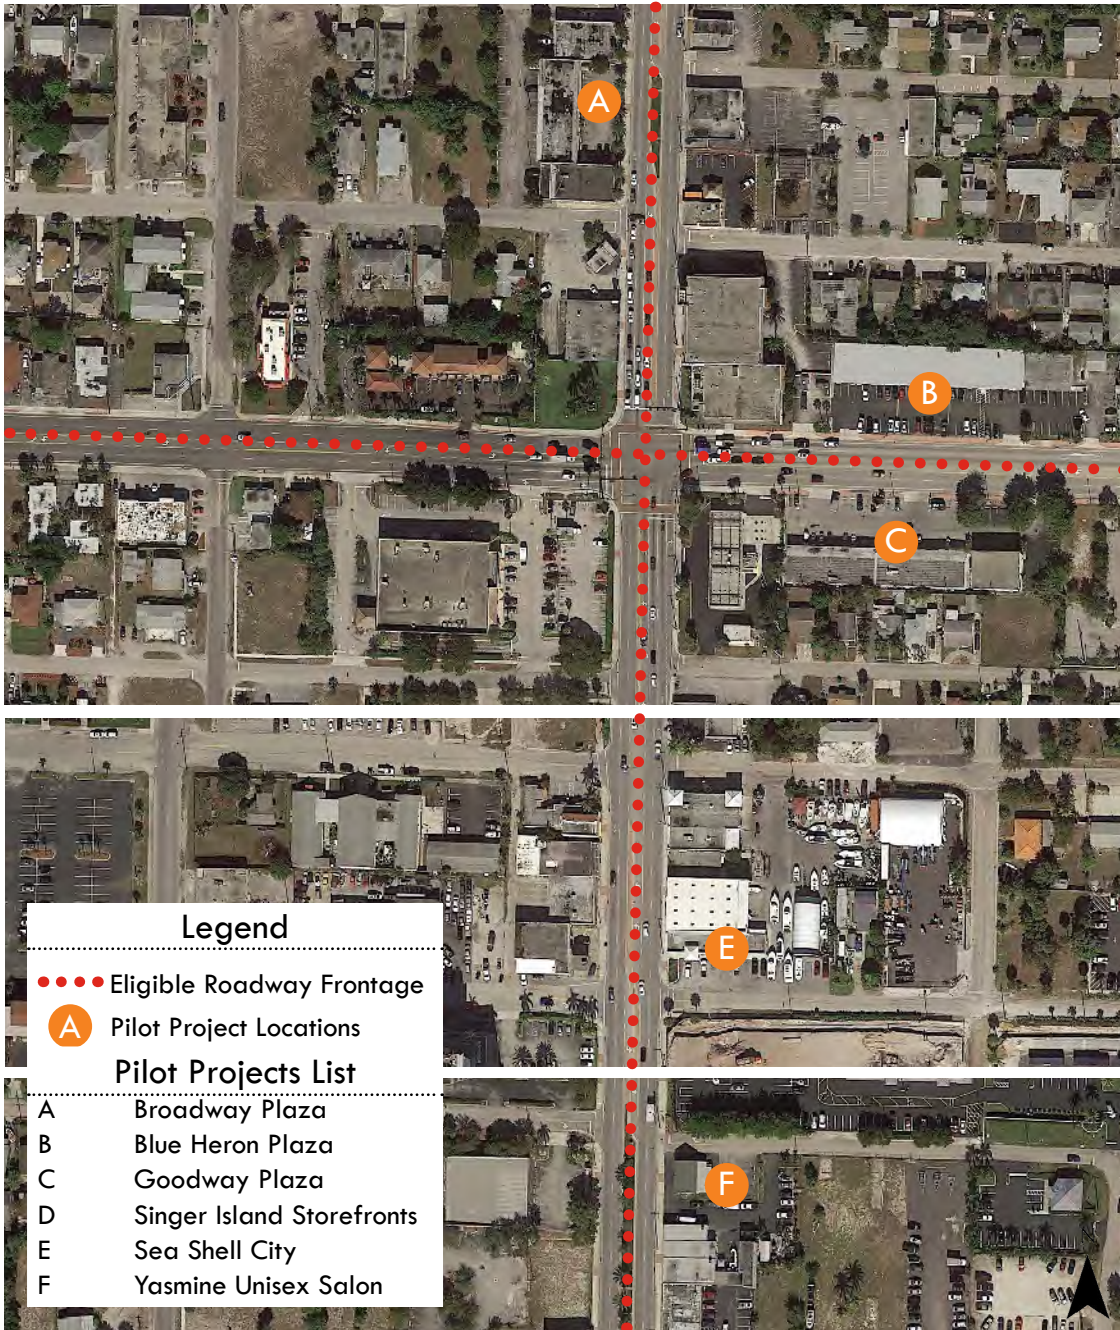 A
B
C
E
F
Legend
Eligible Roadway Frontage
A Pilot Project Locations
Pilot Projects List
A Broadway Plaza
B Blue Heron Plaza
C Goodway Plaza
D Singer Island Storefronts
E Sea Shell City
F Yasmine Unisex Salon